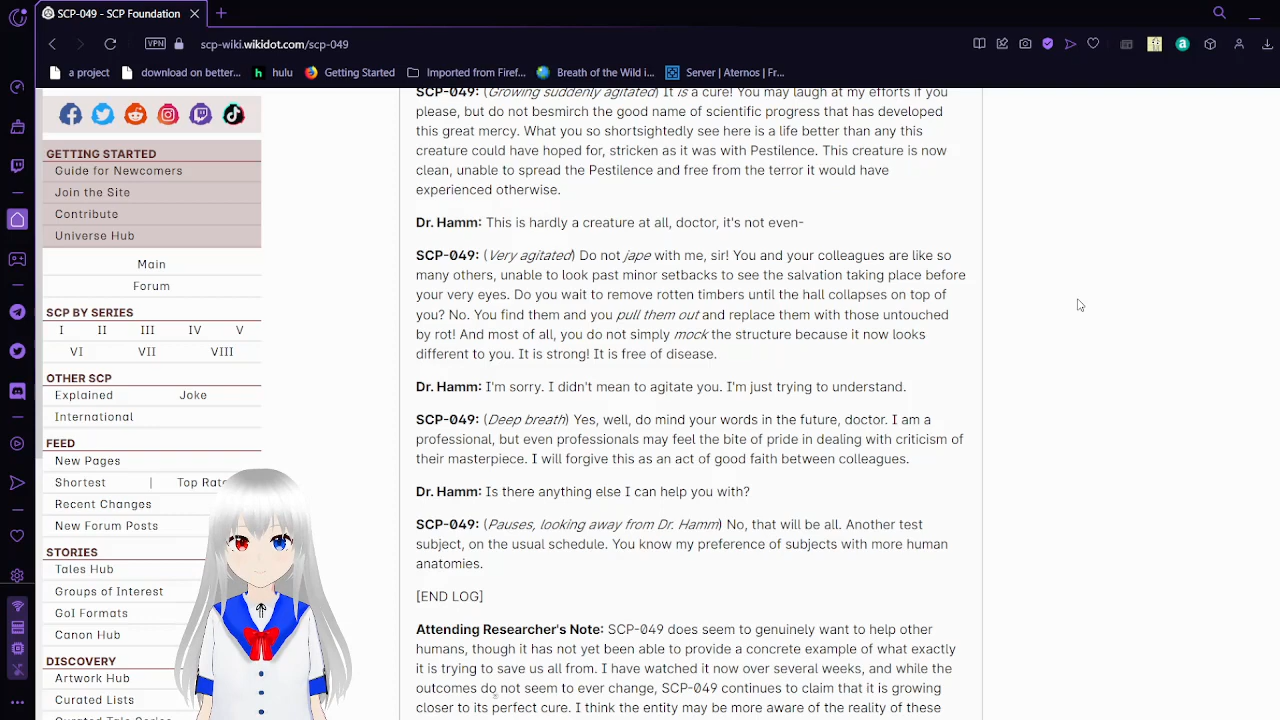 SCP-049 - SCP Foundation
VPN
scp-wiki.wikidot.com/scp-049
a project
download on better...
hulu
Getting Started
Imported from Firef...
Breath of the Wild i...
Server | Aternos | Fr...
GETTING STARTED
Guide for Newcomers
Join the Site
Contribute
Universe Hub
Main
Forum
SCP BY SERIES
I II III IV V
VI VII VIII
OTHER SCP
Explained Joke
International
FEED
New Pages
Shortest | Top Rate
Recent Changes
New Forum Posts
STORIES
Tales Hub
Groups of Interest
GoI Formats
Canon Hub
DISCOVERY
Artwork Hub
Curated Lists
Curated Tale Series
SCP-049: (Growing suddenly agitated) It is a cure! You may laugh at my efforts if you
please, but do not besmirch the good name of scientific progress that has developed
this great mercy. What you so shortsightedly see here is a life better than any this
creature could have hoped for, stricken as it was with Pestilence. This creature is now
clean, unable to spread the Pestilence and free from the terror it would have
experienced otherwise.
Dr. Hamm: This is hardly a creature at all, doctor, it's not even-
SCP-049: (Very agitated) Do not jape with me, sir! You and your colleagues are like so
many others, unable to look past minor setbacks to see the salvation taking place before
your very eyes. Do you wait to remove rotten timbers until the hall collapses on top of
you? No. You find them and you pull them out and replace them with those untouched
by rot! And most of all, you do not simply mock the structure because it now looks
different to you. It is strong! It is free of disease.
Dr. Hamm: I'm sorry. I didn't mean to agitate you. I'm just trying to understand.
SCP-049: (Deep breath) Yes, well, do mind your words in the future, doctor. I am a
professional, but even professionals may feel the bite of pride in dealing with criticism of
their masterpiece. I will forgive this as an act of good faith between colleagues.
Dr. Hamm: Is there anything else I can help you with?
SCP-049: (Pauses, looking away from Dr. Hamm) No, that will be all. Another test
subject, on the usual schedule. You know my preference of subjects with more human
anatomies.
[END LOG]
Attending Researcher's Note: SCP-049 does seem to genuinely want to help other
humans, though it has not yet been able to provide a concrete example of what exactly
it is trying to save us all from. I have watched it now over several weeks, and while the
outcomes do not seem to ever change, SCP-049 continues to claim that it is growing
closer to its perfect cure. I think the entity may be more aware of the reality of these